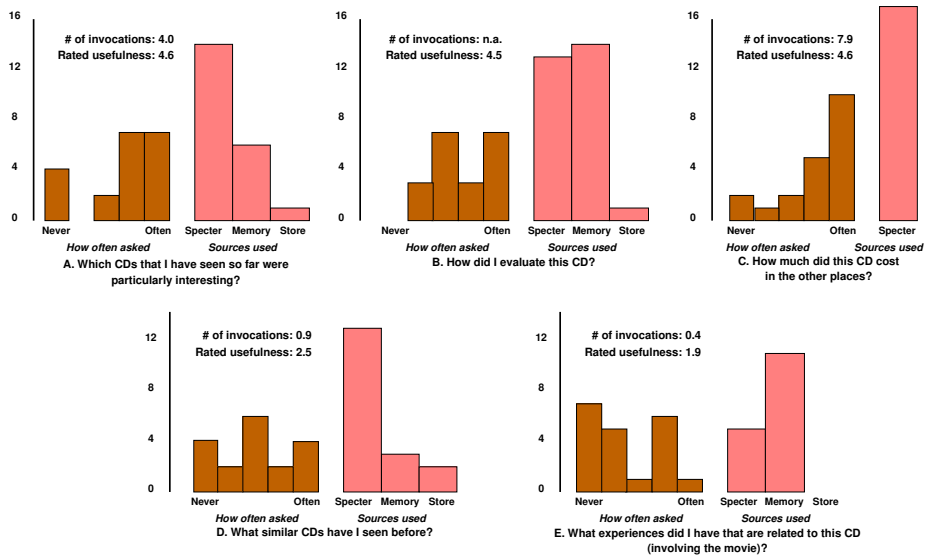 16
12
8
4
0
# of invocations: 4.0
Rated usefulness: 4.6
Never Often Specter Memory Store
How often asked Sources used
A. Which CDs that I have seen so far were
particularly interesting?
16
12
8
4
0
# of invocations: n.a.
Rated usefulness: 4.5
Never Often Specter Memory Store
How often asked Sources used
B. How did I evaluate this CD?
16
12
8
4
0
# of invocations: 7.9
Rated usefulness: 4.6
Never Often Specter
How often asked Sources used
C. How much did this CD cost
in the other places?
12
8
4
0
# of invocations: 0.9
Rated usefulness: 2.5
Never Often Specter Memory Store
How often asked Sources used
D. What similar CDs have I seen before?
12
8
4
0
# of invocations: 0.4
Rated usefulness: 1.9
Never Often Specter Memory Store
How often asked Sources used
E. What experiences did I have that are related to this CD
(involving the movie)?